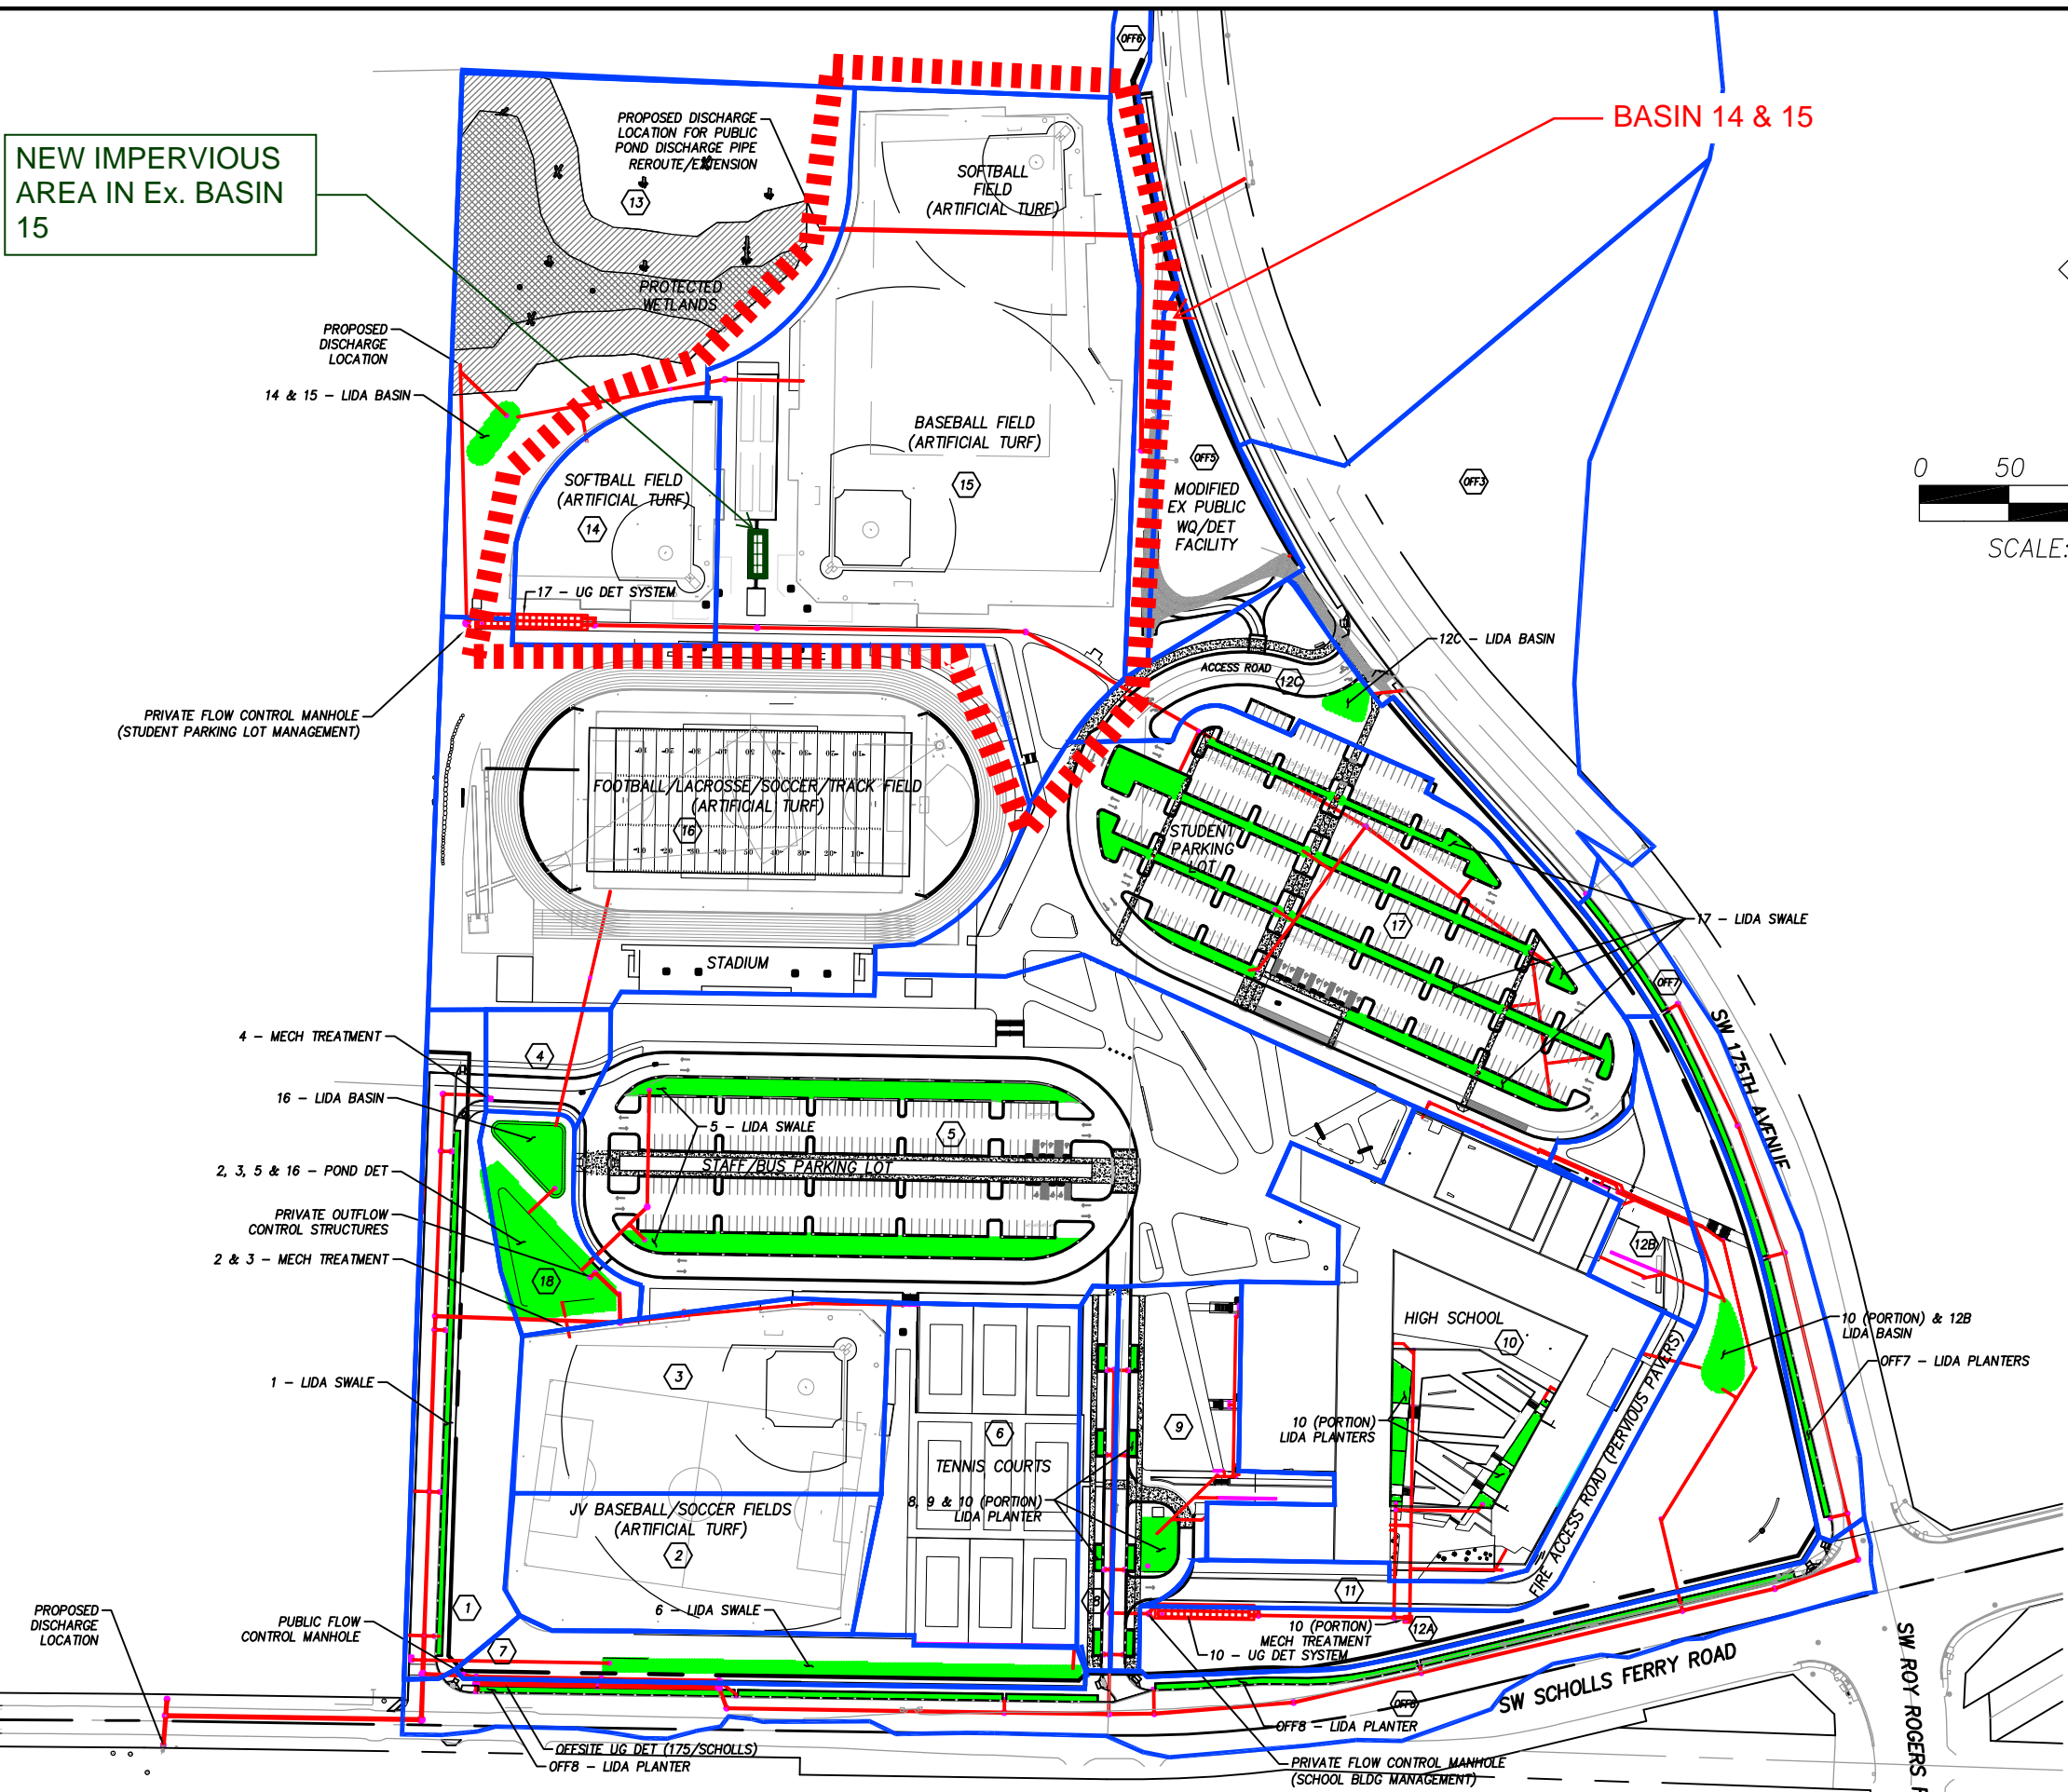 OFF6
BASIN 14 & 15
NEW IMPERVIOUS
AREA IN Ex. BASIN
15
PROPOSED DISCHARGE
LOCATION FOR PUBLIC
POND DISCHARGE PIPE
REROUTE/EXTENSION
13
SOFTBALL
FIELD
(ARTIFICIAL TURF)
PROTECTED
WETLANDS
PROPOSED
DISCHARGE
LOCATION
14 & 15 – LIDA BASIN
BASEBALL FIELD
(ARTIFICIAL TURF)
15
SOFTBALL FIELD
(ARTIFICIAL TURF)
14
OFF5
MODIFIED
EX PUBLIC
WQ/DET
FACILITY
OFF3
0 50
SCALE:
17 – UG DET SYSTEM
12C – LIDA BASIN
ACCESS ROAD
12C
PRIVATE FLOW CONTROL MANHOLE
(STUDENT PARKING LOT MANAGEMENT)
FOOTBALL/LACROSSE/SOCCER/TRACK FIELD
(ARTIFICIAL TURF)
16
STUDENT
PARKING
LOT
17
17 – LIDA SWALE
STADIUM
OFF7
SW 175TH AVENUE
4 – MECH TREATMENT
4
16 – LIDA BASIN
5 – LIDA SWALE
5
STAFF/BUS PARKING LOT
2, 3, 5 & 16 – POND DET
PRIVATE OUTFLOW
CONTROL STRUCTURES
2 & 3 – MECH TREATMENT
18
12B
HIGH SCHOOL
10
10 (PORTION) & 12B
LIDA BASIN
OFF7 – LIDA PLANTERS
1 – LIDA SWALE
3
6
9
TENNIS COURTS
10 (PORTION)
LIDA PLANTERS
FIRE ACCESS ROAD (PERVIOUS PAVERS)
8, 9 & 10 (PORTION)
LIDA PLANTER
JV BASEBALL/SOCCER FIELDS
(ARTIFICIAL TURF)
2
11
8
1
6 – LIDA SWALE
PROPOSED
DISCHARGE
LOCATION
PUBLIC FLOW
CONTROL MANHOLE
7
10 (PORTION)
MECH TREATMENT
12A
10 – UG DET SYSTEM
SW SCHOLLS FERRY ROAD
SW ROY ROGERS
OFF8
OFF8 – LIDA PLANTER
OFFSITE UG DET (175/SCHOLLS)
OFF8 – LIDA PLANTER
PRIVATE FLOW CONTROL MANHOLE
(SCHOOL BLDG MANAGEMENT)